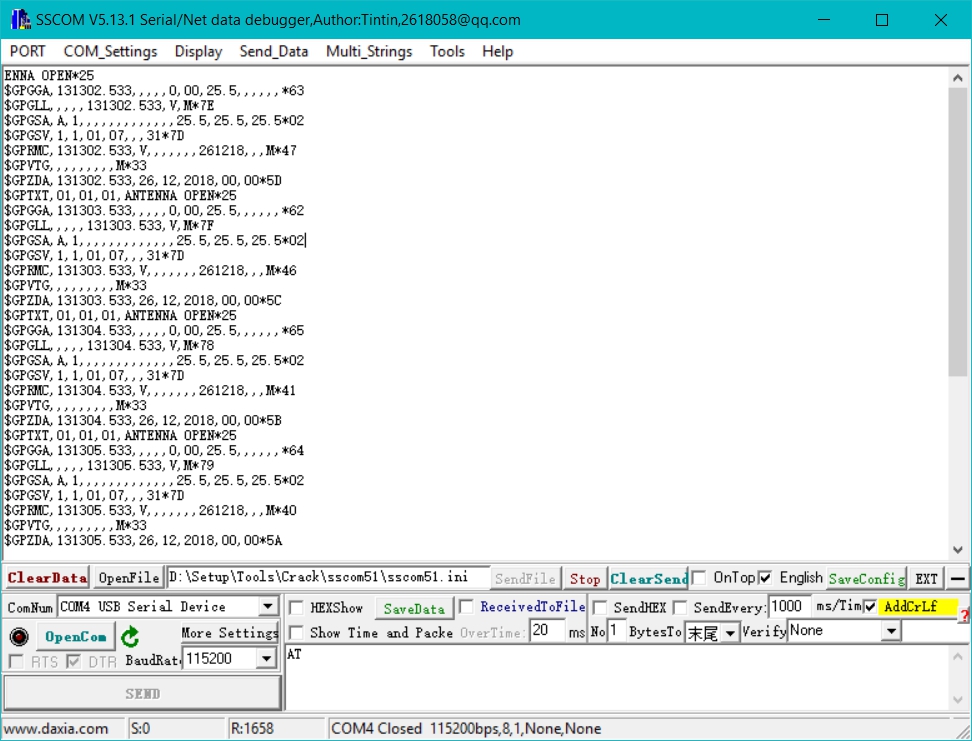 SSCOM V5.13.1 Serial/Net data debugger,Author:Tintin,2618058@qq.com
PORT COM_Settings Display Send_Data Multi_Strings Tools Help
ENNA OPEN*25
$GPGGA,131302.533,,,,,0,00,25.5,,,,,,*63
$GPGLL,,,,,131302.533,V,M*7E
$GPGSA,A,1,,,,,,,,,,,,,25.5,25.5,25.5*02
$GPGSV,1,1,01,07,,,31*7D
$GPRMC,131302.533,V,,,,,,,261218,,,M*47
$GPVTG,,,,,,,,,M*33
$GPZDA,131302.533,26,12,2018,00,00*5D
$GPTXT,01,01,01,ANTENNA OPEN*25
$GPGGA,131303.533,,,,,0,00,25.5,,,,,,*62
$GPGLL,,,,,131303.533,V,M*7F
$GPGSA,A,1,,,,,,,,,,,,,25.5,25.5,25.5*02
$GPGSV,1,1,01,07,,,31*7D
$GPRMC,131303.533,V,,,,,,,261218,,,M*46
$GPVTG,,,,,,,,,M*33
$GPZDA,131303.533,26,12,2018,00,00*5C
$GPTXT,01,01,01,ANTENNA OPEN*25
$GPGGA,131304.533,,,,,0,00,25.5,,,,,,*65
$GPGLL,,,,,131304.533,V,M*78
$GPGSA,A,1,,,,,,,,,,,,,25.5,25.5,25.5*02
$GPGSV,1,1,01,07,,,31*7D
$GPRMC,131304.533,V,,,,,,,261218,,,M*41
$GPVTG,,,,,,,,,M*33
$GPZDA,131304.533,26,12,2018,00,00*5B
$GPTXT,01,01,01,ANTENNA OPEN*25
$GPGGA,131305.533,,,,,0,00,25.5,,,,,,*64
$GPGLL,,,,,131305.533,V,M*79
$GPGSA,A,1,,,,,,,,,,,,,25.5,25.5,25.5*02
$GPGSV,1,1,01,07,,,31*7D
$GPRMC,131305.533,V,,,,,,,261218,,,M*40
$GPVTG,,,,,,,,,M*33
$GPZDA,131305.533,26,12,2018,00,00*5A
ClearData OpenFile D:\Setup\Tools\Crack\sscom51\sscom51.ini SendFile Stop ClearSend OnTop English SaveConfig EXT
ComNum COM4 USB Serial Device HEXShow SaveData ReceivedToFile SendHEX SendEvery: 1000 ms/Tim AddCrLf
OpenCom More Settings Show Time and Packe OverTime: 20 ms No 1 BytesTo 末尾 Verify None
RTS DTR BaudRat 115200
AT
SEND
www.daxia.com S:0 R:1658 COM4 Closed 115200bps,8,1,None,None